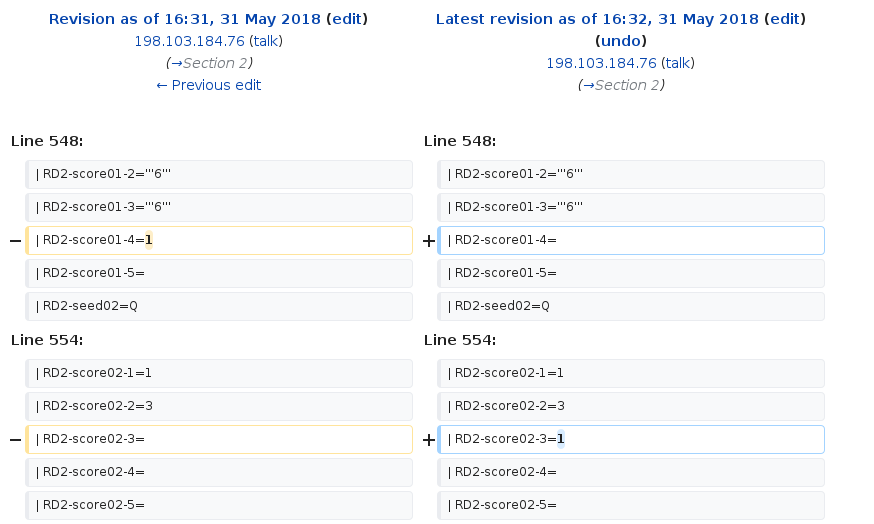 Revision as of 16:31, 31 May 2018 (edit)
198.103.184.76 (talk)
(→Section 2)
← Previous edit
Latest revision as of 16:32, 31 May 2018 (edit)
(undo)
198.103.184.76 (talk)
(→Section 2)
Line 548:
Line 548:
| RD2-score01-2='''6'''
| RD2-score01-2='''6'''
| RD2-score01-3='''6'''
| RD2-score01-3='''6'''
− | RD2-score01-4=1
+ | RD2-score01-4=
| RD2-score01-5=
| RD2-score01-5=
| RD2-seed02=Q
| RD2-seed02=Q
Line 554:
Line 554:
| RD2-score02-1=1
| RD2-score02-1=1
| RD2-score02-2=3
| RD2-score02-2=3
− | RD2-score02-3=
+ | RD2-score02-3=1
| RD2-score02-4=
| RD2-score02-4=
| RD2-score02-5=
| RD2-score02-5=